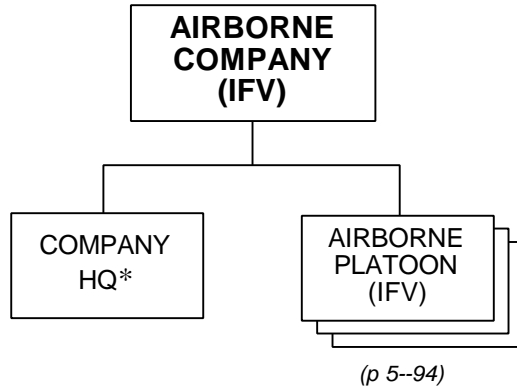 AIRBORNE
COMPANY
(IFV)
COMPANY
HQ*
AIRBORNE
PLATOON
(IFV)
(p 5--94)